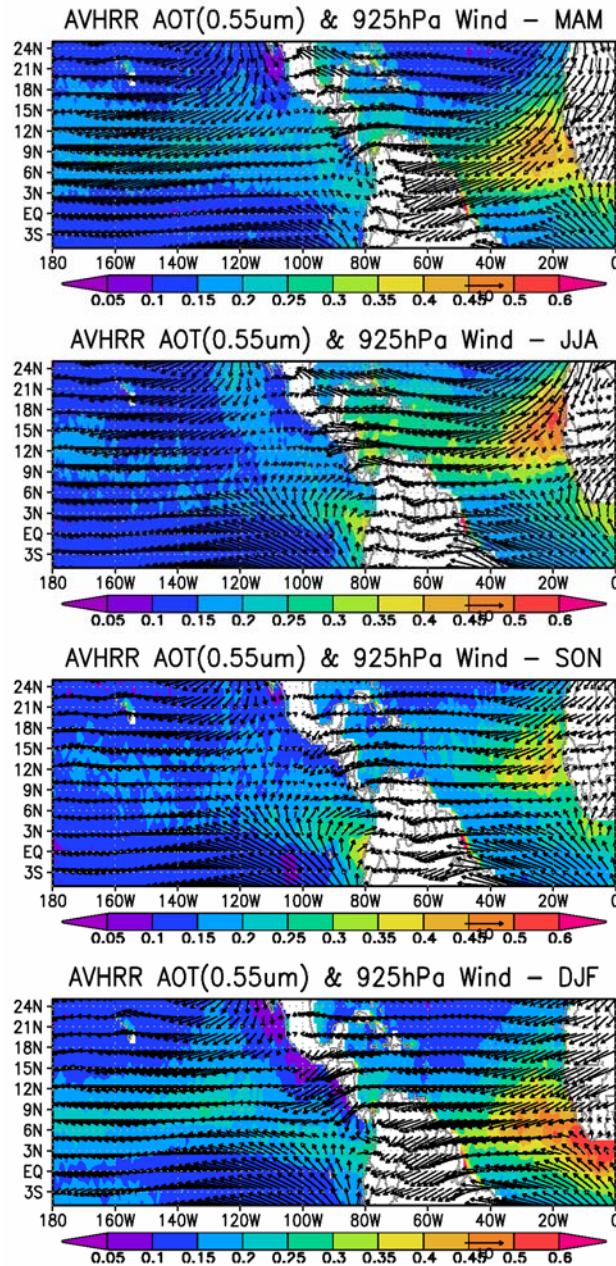 AVHRR AOT(0.55um) & 925hPa Wind – MAM
24N
21N
18N
15N
12N
9N
6N
3N
EQ
3S
180 160W 140W 120W 100W 80W 60W 40W 20W 0
10
0.05 0.1 0.15 0.2 0.25 0.3 0.35 0.4 0.45 0.5 0.6
AVHRR AOT(0.55um) & 925hPa Wind – JJA
24N
21N
18N
15N
12N
9N
6N
3N
EQ
3S
180 160W 140W 120W 100W 80W 60W 40W 20W 0
10
0.05 0.1 0.15 0.2 0.25 0.3 0.35 0.4 0.45 0.5 0.6
AVHRR AOT(0.55um) & 925hPa Wind – SON
24N
21N
18N
15N
12N
9N
6N
3N
EQ
3S
180 160W 140W 120W 100W 80W 60W 40W 20W 0
10
0.05 0.1 0.15 0.2 0.25 0.3 0.35 0.4 0.45 0.5 0.6
AVHRR AOT(0.55um) & 925hPa Wind – DJF
24N
21N
18N
15N
12N
9N
6N
3N
EQ
3S
180 160W 140W 120W 100W 80W 60W 40W 20W 0
10
0.05 0.1 0.15 0.2 0.25 0.3 0.35 0.4 0.45 0.5 0.6